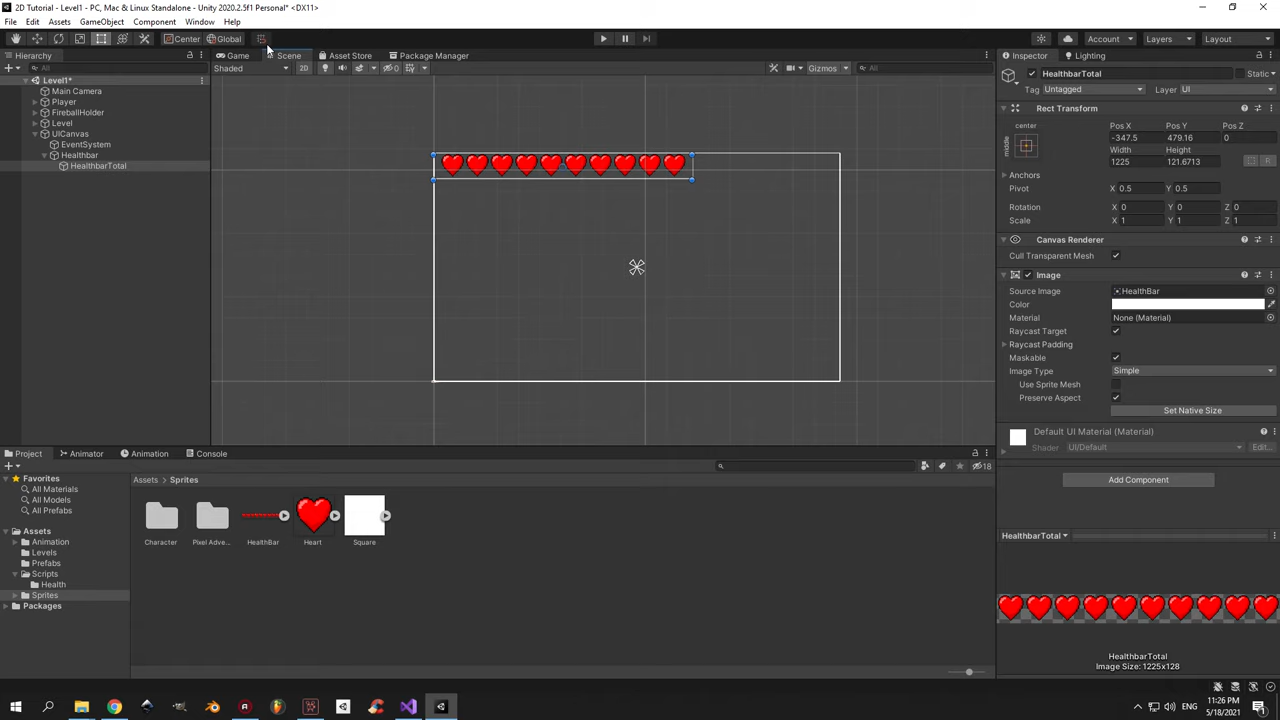 2D Tutorial - Level1 - PC, Mac & Linux Standalone - Unity 2020.2.5f1 Personal* <DX11>
File Edit Assets GameObject Component Window Help
Center Global Account Layers Layout
Hierarchy Game Scene Asset Store Package Manager Inspector Lighting
All Shaded 2D 0 Gizmos All HealthbarTotal Static
Level1*
Tag Untagged Layer UI
Main Camera
Player
FireballHolder
Level
UICanvas
EventSystem
Healthbar
HealthbarTotal
Rect Transform
center Pos X Pos Y Pos Z
middle -347.5 479.16 0
Width Height
1225 121.6713 R
Anchors
Pivot X 0.5 Y 0.5
Rotation X 0 Y 0 Z 0
Scale X 1 Y 1 Z 1
Canvas Renderer
Cull Transparent Mesh
Image
Source Image HealthBar
Color
Material None (Material)
Raycast Target
Raycast Padding
Maskable
Image Type Simple
Use Sprite Mesh
Preserve Aspect
Set Native Size
Default UI Material (Material)
Shader UI/Default Edit...
Add Component
Project Animator Animation Console
18
Favorites
All Materials
All Models
All Prefabs
Assets
Animation
Levels
Prefabs
Scripts
Health
Sprites
Packages
Assets > Sprites
Character Pixel Adve... HealthBar Heart Square
HealthbarTotal
HealthbarTotal
Image Size: 1225x128
ENG 11:26 PM
5/18/2021
1